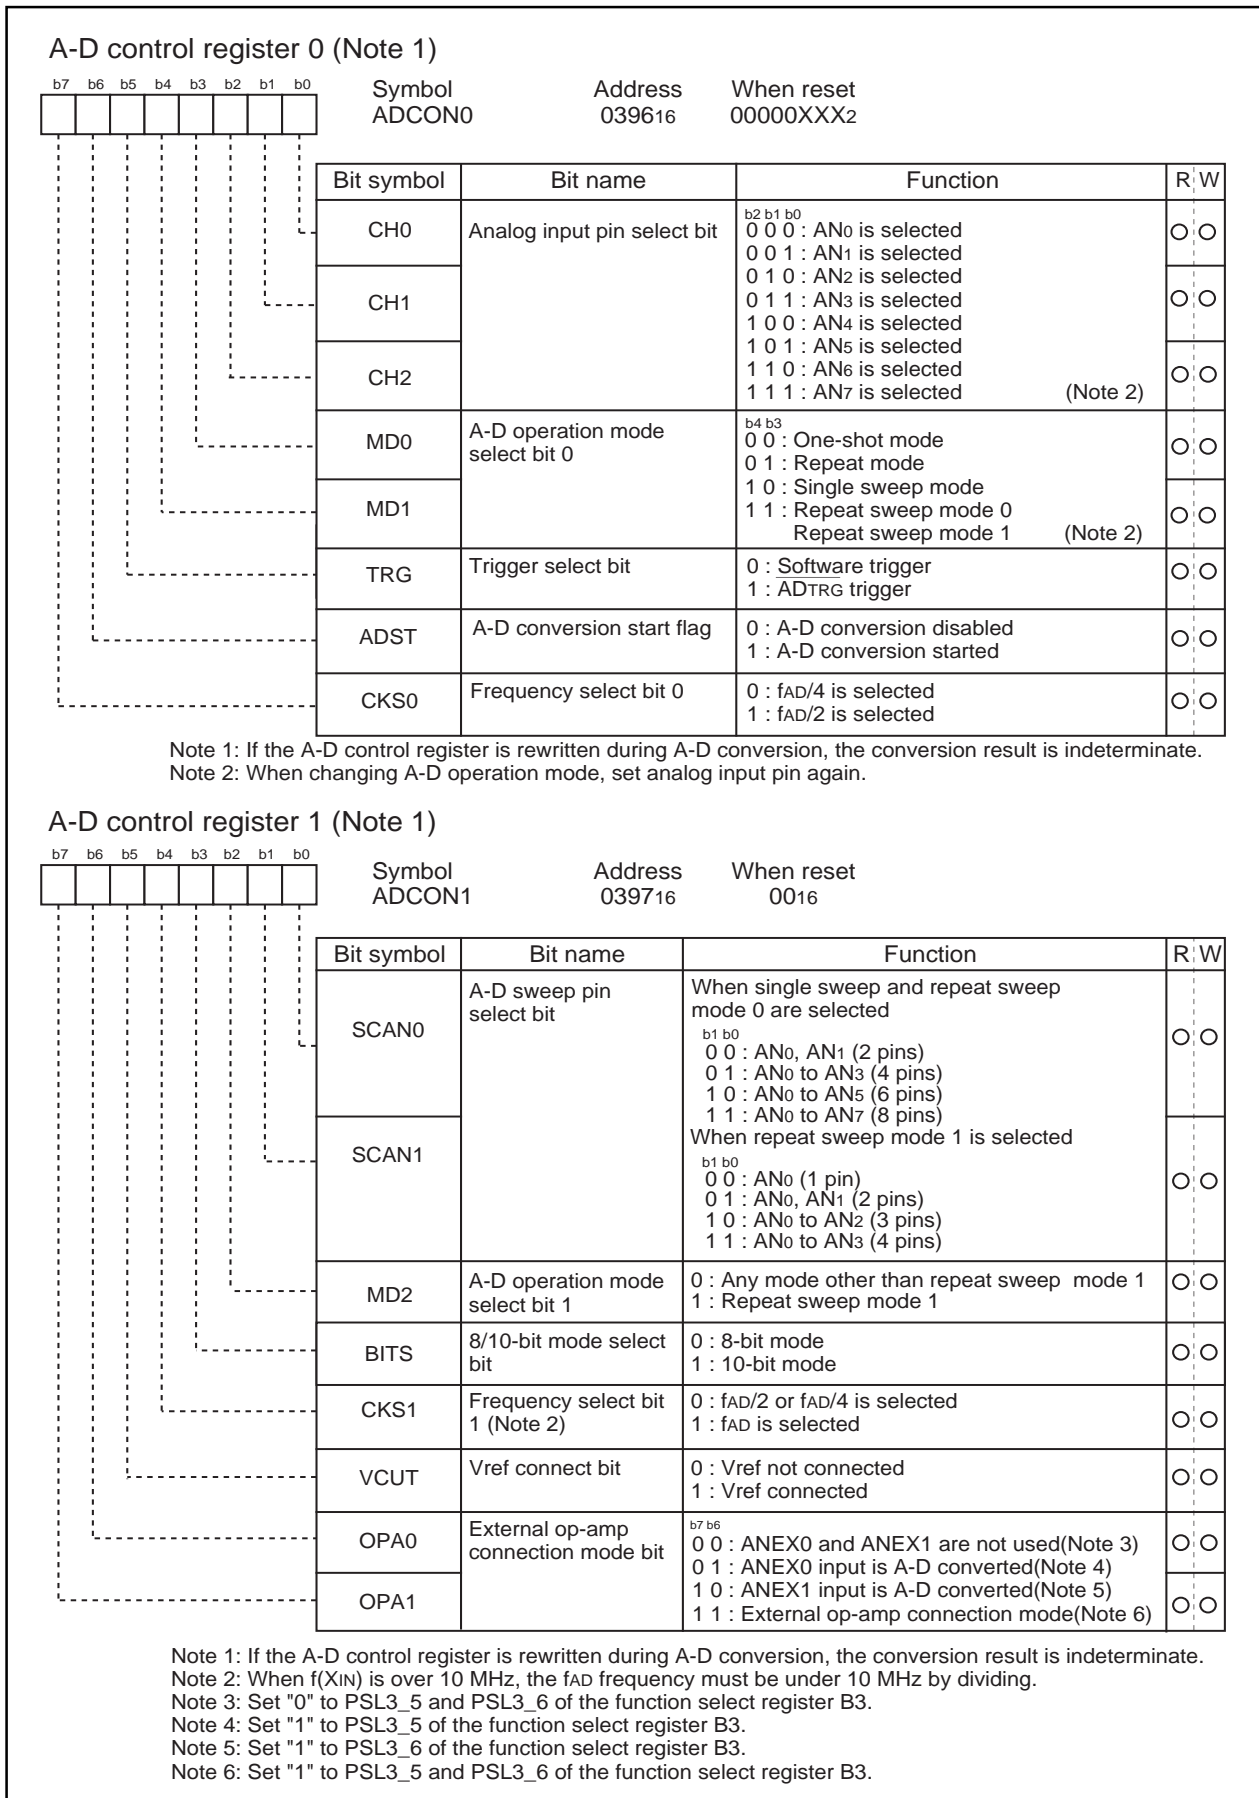 A-D control register 0 (Note 1)
b7 b6 b5 b4 b3 b2 b1 b0
Symbol Address When reset
ADCON0 039616 00000XXX2
Bit symbol Bit name Function R W
CH0 Analog input pin select bit
b2 b1 b0
0 0 0 : AN0 is selected
0 0 1 : AN1 is selected
0 1 0 : AN2 is selected
CH1
0 1 1 : AN3 is selected
1 0 0 : AN4 is selected
1 0 1 : AN5 is selected
CH2
1 1 0 : AN6 is selected
1 1 1 : AN7 is selected (Note 2)
MD0 A-D operation mode
select bit 0
b4 b3
0 0 : One-shot mode
0 1 : Repeat mode
MD1
1 0 : Single sweep mode
1 1 : Repeat sweep mode 0
Repeat sweep mode 1 (Note 2)
TRG Trigger select bit
0 : Software trigger
1 : ADTRG trigger
ADST A-D conversion start flag
0 : A-D conversion disabled
1 : A-D conversion started
CKS0 Frequency select bit 0
0 : fAD/4 is selected
1 : fAD/2 is selected
Note 1: If the A-D control register is rewritten during A-D conversion, the conversion result is indeterminate.
Note 2: When changing A-D operation mode, set analog input pin again.
A-D control register 1 (Note 1)
b7 b6 b5 b4 b3 b2 b1 b0
Symbol Address When reset
ADCON1 039716 0016
Bit symbol Bit name Function R W
SCAN0 A-D sweep pin
select bit
When single sweep and repeat sweep
mode 0 are selected
b1 b0
0 0 : AN0, AN1 (2 pins)
0 1 : AN0 to AN3 (4 pins)
1 0 : AN0 to AN5 (6 pins)
1 1 : AN0 to AN7 (8 pins)
SCAN1
When repeat sweep mode 1 is selected
b1 b0
0 0 : AN0 (1 pin)
0 1 : AN0, AN1 (2 pins)
1 0 : AN0 to AN2 (3 pins)
1 1 : AN0 to AN3 (4 pins)
MD2 A-D operation mode
select bit 1
0 : Any mode other than repeat sweep mode 1
1 : Repeat sweep mode 1
BITS 8/10-bit mode select
bit
0 : 8-bit mode
1 : 10-bit mode
CKS1 Frequency select bit
1 (Note 2)
0 : fAD/2 or fAD/4 is selected
1 : fAD is selected
VCUT Vref connect bit
0 : Vref not connected
1 : Vref connected
OPA0 External op-amp
connection mode bit
b7 b6
0 0 : ANEX0 and ANEX1 are not used(Note 3)
0 1 : ANEX0 input is A-D converted(Note 4)
OPA1
1 0 : ANEX1 input is A-D converted(Note 5)
1 1 : External op-amp connection mode(Note 6)
Note 1: If the A-D control register is rewritten during A-D conversion, the conversion result is indeterminate.
Note 2: When f(XIN) is over 10 MHz, the fAD frequency must be under 10 MHz by dividing.
Note 3: Set "0" to PSL3_5 and PSL3_6 of the function select register B3.
Note 4: Set "1" to PSL3_5 of the function select register B3.
Note 5: Set "1" to PSL3_6 of the function select register B3.
Note 6: Set "1" to PSL3_5 and PSL3_6 of the function select register B3.